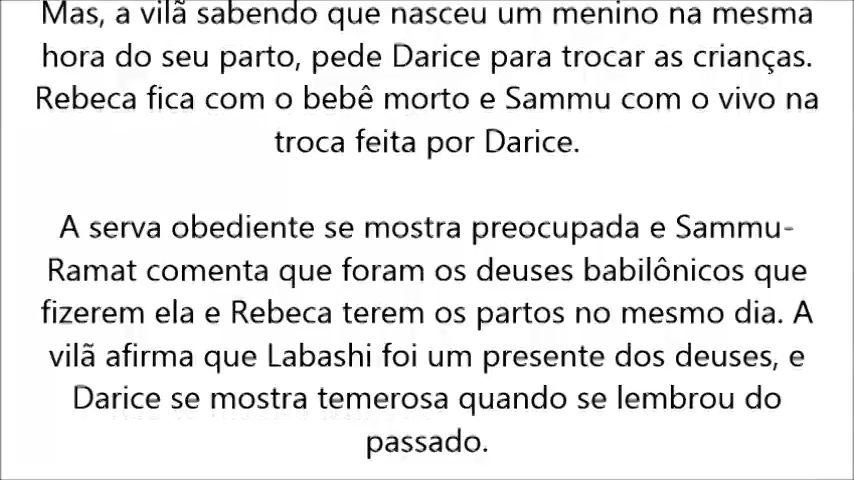 Mas, a vilã sabendo que nasceu um menino na mesma
hora do seu parto, pede Darice para trocar as crianças.
Rebeca fica com o bebê morto e Sammu com o vivo na
troca feita por Darice.
A serva obediente se mostra preocupada e Sammu-
Ramat comenta que foram os deuses babilônicos que
fizerem ela e Rebeca terem os partos no mesmo dia. A
vilã afirma que Labashi foi um presente dos deuses, e
Darice se mostra temerosa quando se lembrou do
passado.